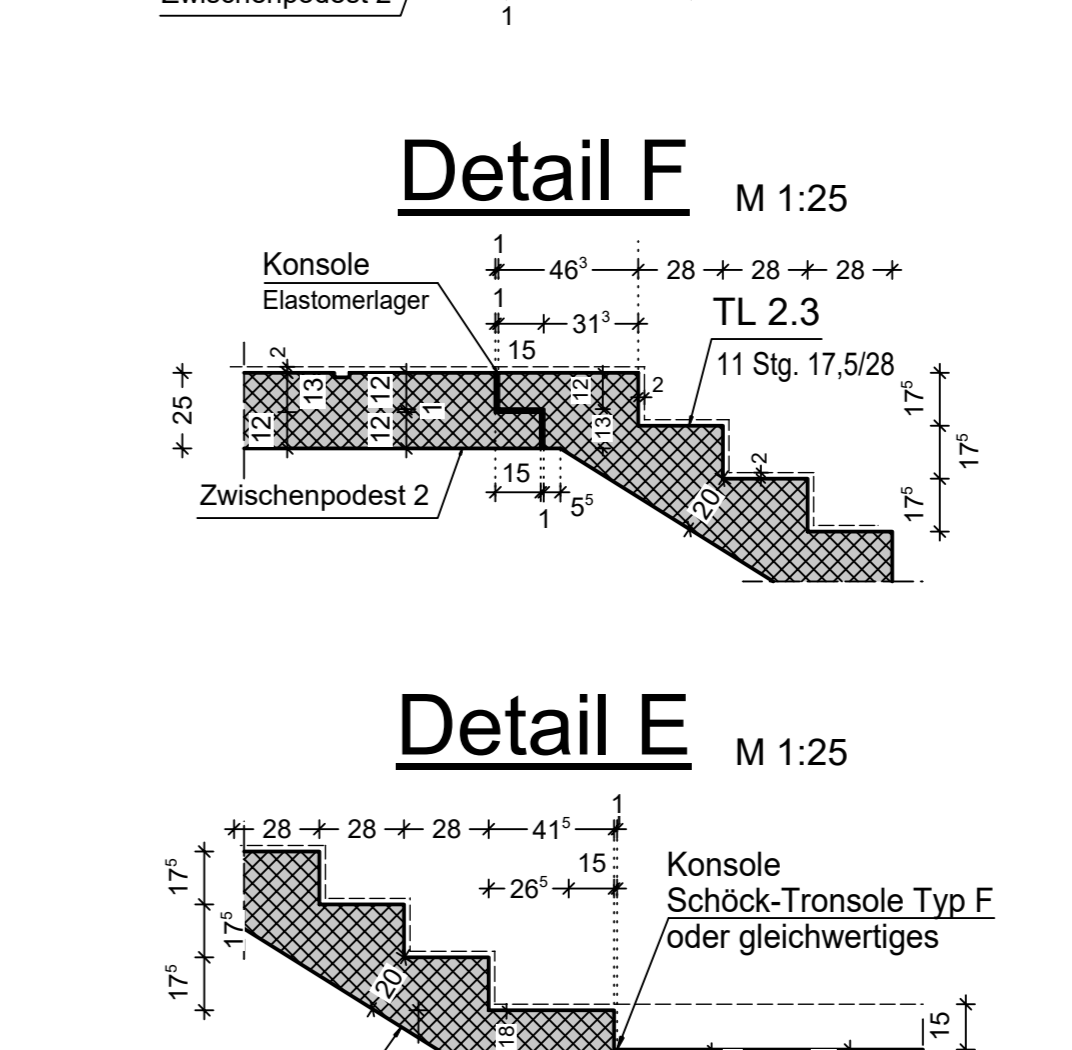 Zwischenpodest 2
1
Detail F M 1:25
1
46³ 28 28 28
Konsole
Elastomerlager
1
31³
15
TL 2.3
11 Stg. 17,5/28
2
25
12
13
12
12
1
12
13
2
17⁵
17⁵
17⁵
2
20
15
1
5⁵
Zwischenpodest 2
Detail E M 1:25
1
28 28 28 41⁵
15
26⁵
Konsole
Schöck-Tronsole Typ F
oder gleichwertiges
17⁵
17⁵
17⁵
20
18
15